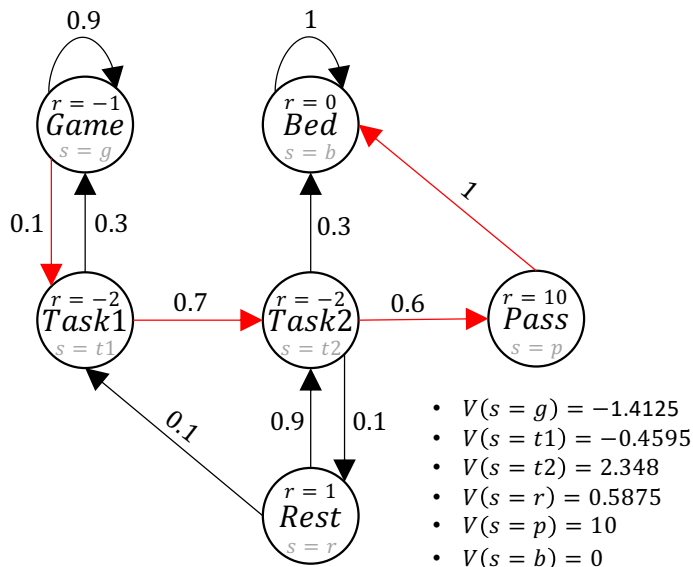 0.9
1
r = −1
Game
s = g
r = 0
Bed
s = b
0.1
0.3
0.3
1
r = −2
Task1
s = t1
0.7
r = −2
Task2
s = t2
0.6
r = 10
Pass
s = p
0.1
0.9
0.1
r = 1
Rest
s = r
• V(s = g) = −1.4125
• V(s = t1) = −0.4595
• V(s = t2) = 2.348
• V(s = r) = 0.5875
• V(s = p) = 10
• V(s = b) = 0